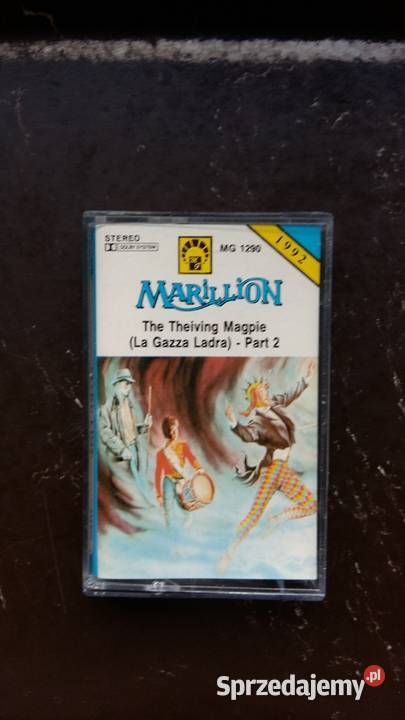 STEREO
DOLBY SYSTEM
MG 1290
1992
MARILLION
The Theiving Magpie
(La Gazza Ladra) - Part 2
Sprzedajemy.pl